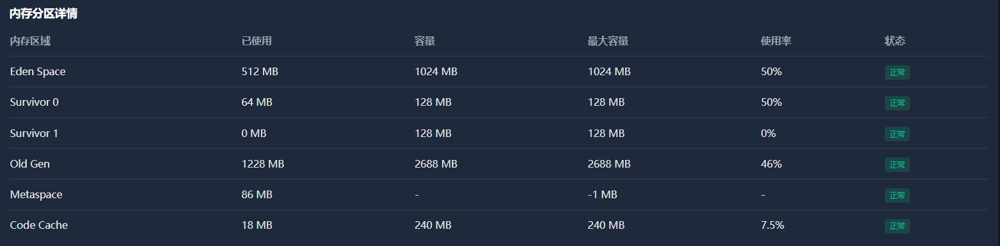 内存分区详情
内存区域 已使用 容量 最大容量 使用率 状态
Eden Space 512 MB 1024 MB 1024 MB 50% 正常
Survivor 0 64 MB 128 MB 128 MB 50% 正常
Survivor 1 0 MB 128 MB 128 MB 0% 正常
Old Gen 1228 MB 2688 MB 2688 MB 46% 正常
Metaspace 86 MB - -1 MB - 正常
Code Cache 18 MB 240 MB 240 MB 7.5% 正常